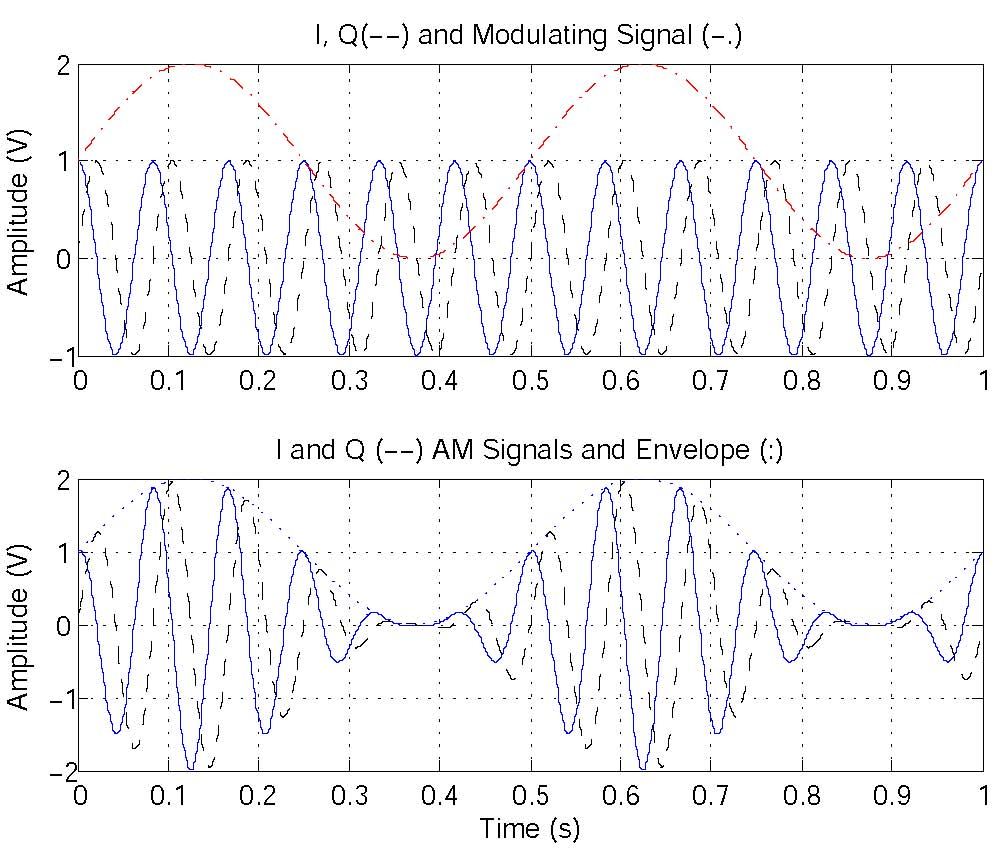 I, Q(--) and Modulating Signal (-.)
Amplitude (V)
2
1
0
-1
0 0.1 0.2 0.3 0.4 0.5 0.6 0.7 0.8 0.9 1
I and Q (--) AM Signals and Envelope (:)
Amplitude (V)
2
1
0
-1
-2
0 0.1 0.2 0.3 0.4 0.5 0.6 0.7 0.8 0.9 1
Time (s)